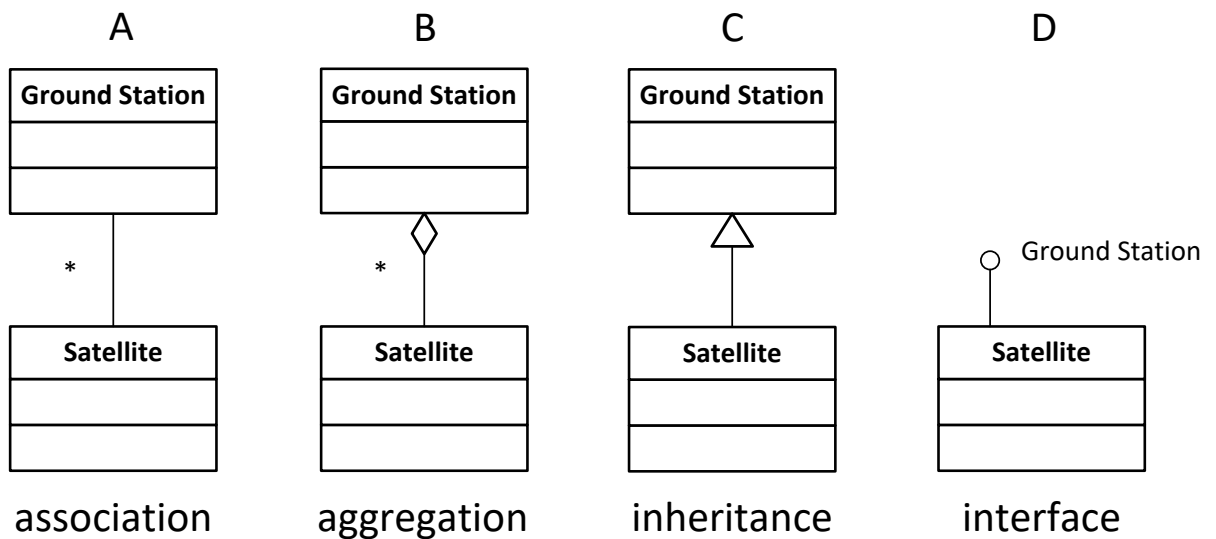 A
B
C
D
Ground Station
Ground Station
Ground Station
*
*
Ground Station
Satellite
Satellite
Satellite
Satellite
association
aggregation
inheritance
interface